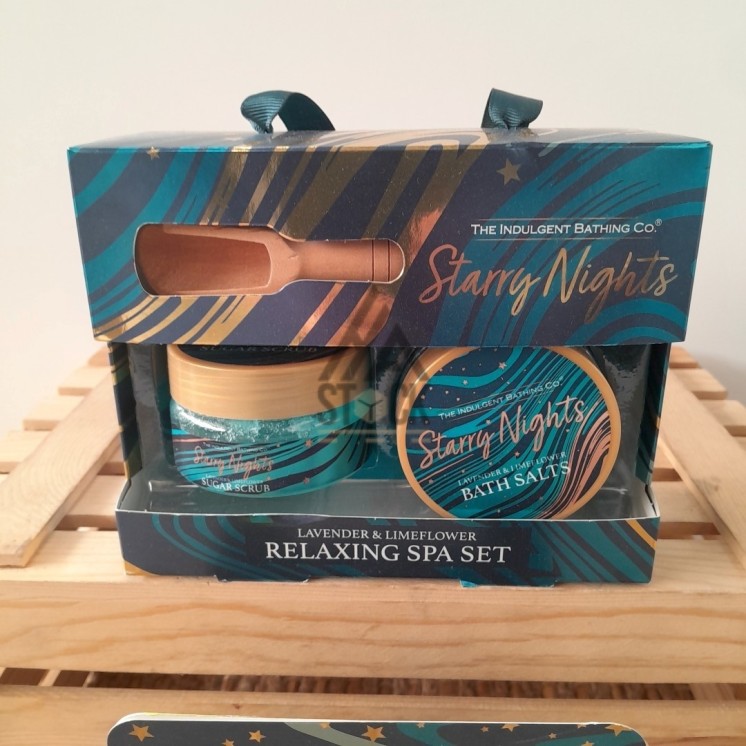 THE INDULGENT BATHING CO.®
Starry Nights
SUGAR SCRUB
Starry Nights
SUGAR SCRUB
THE INDULGENT BATHING CO.
Starry Nights
LAVENDER & LIMEFLOWER
BATH SALTS
STOCK
LAVENDER & LIMEFLOWER
RELAXING SPA SET